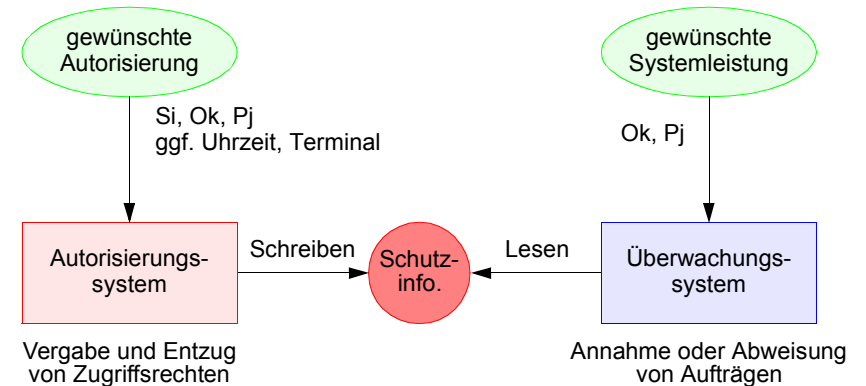 gewünschte
Autorisierung
gewünschte
Systemleistung
Si, Ok, Pj
ggf. Uhrzeit, Terminal
Ok, Pj
Autorisierungs-
system
Schreiben
Schutz-
info.
Lesen
Überwachungs-
system
Vergabe und Entzug
von Zugriffsrechten
Annahme oder Abweisung
von Aufträgen